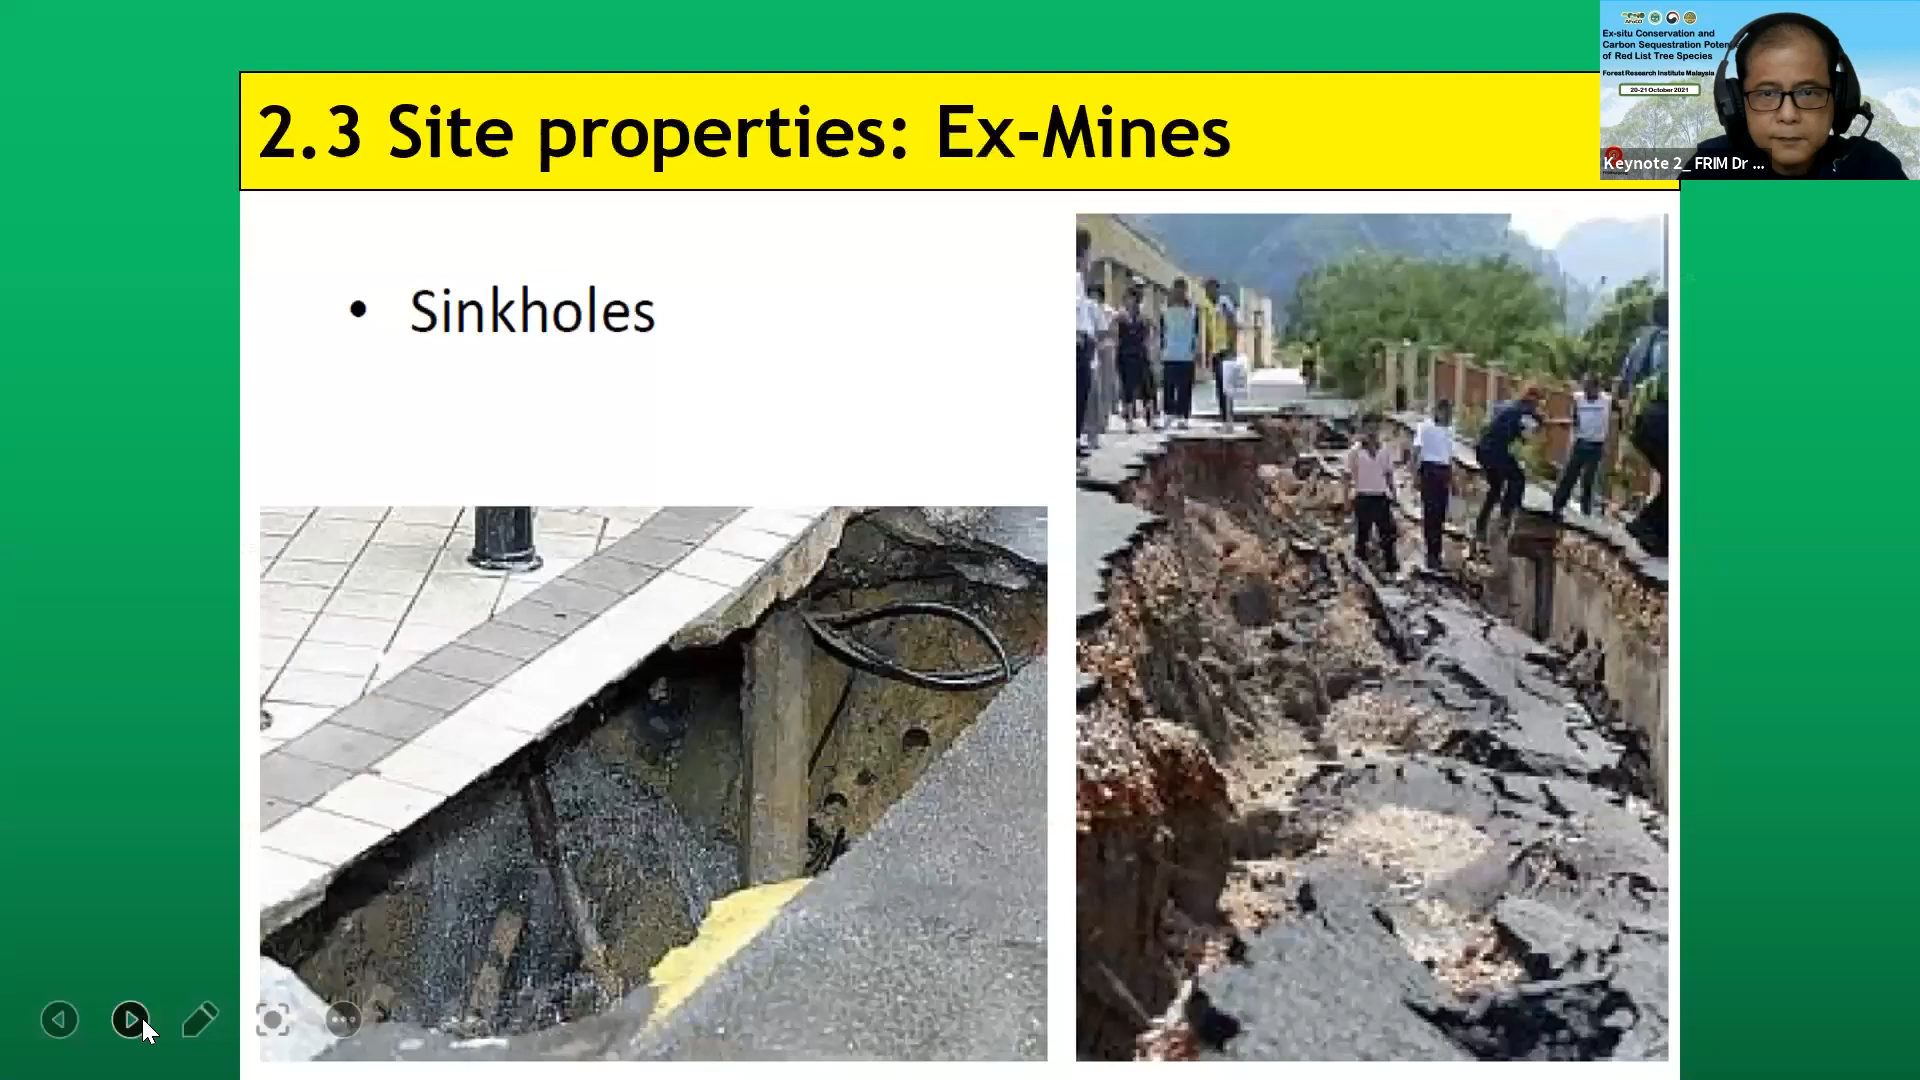 2.3 Site properties: Ex-Mines
• Sinkholes
Ex-situ Conservation and
Carbon Sequestration Poten
of Red List Tree Species
Forest Research Institute Malaysia
20-21 October 2021
Keynote 2_ FRIM Dr ...